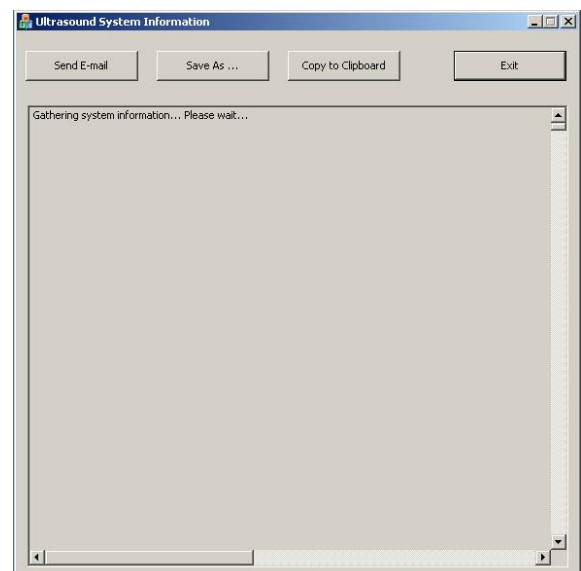 Ultrasound System Information
Send E-mail
Save As ...
Copy to Clipboard
Exit
Gathering system information... Please wait...